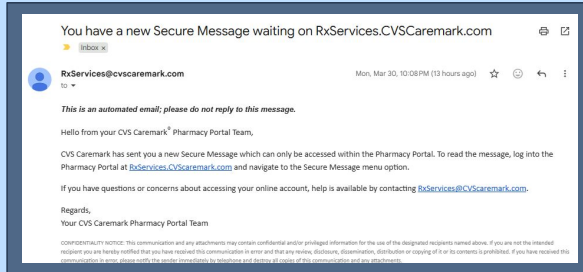 You have a new Secure Message waiting on RxServices.CVSCaremark.com
Inbox x
RxServices@cvscaremark.com Mon, Mar 30, 10:08 PM (13 hours ago)
to
This is an automated email; please do not reply to this message.
Hello from your CVS Caremark® Pharmacy Portal Team,
CVS Caremark has sent you a new Secure Message which can only be accessed within the Pharmacy Portal. To read the message, log into the
Pharmacy Portal at RxServices.CVScaremark.com and navigate to the Secure Message menu option.
If you have questions or concerns about accessing your online account, help is available by contacting RxServices@CVScaremark.com.
Regards,
Your CVS Caremark Pharmacy Portal Team
CONFIDENTIALITY NOTICE: This communication and any attachments may contain confidential and/or privileged information for the use of the designated recipients named above. If you are not the intended
recipient you are hereby notified that you have received this communication in error and that any review, disclosure, dissemination, distribution or copying of it or its contents is prohibited. If you have received this
communication in error, please notify the sender immediately by telephone and destroy all copies of this communication and any attachments.